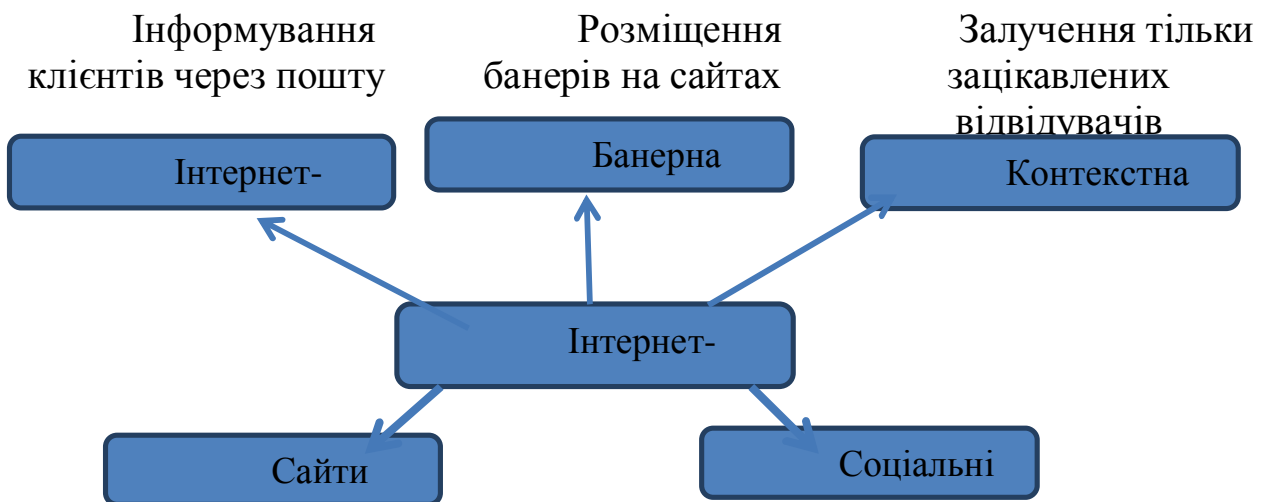 Інформування
клієнтів через пошту
Розміщення
банерів на сайтах
Залучення тільки
зацікавлених
відвідувачів
Інтернет-
Банерна
Контекстна
Інтернет-
Сайти
Соціальні